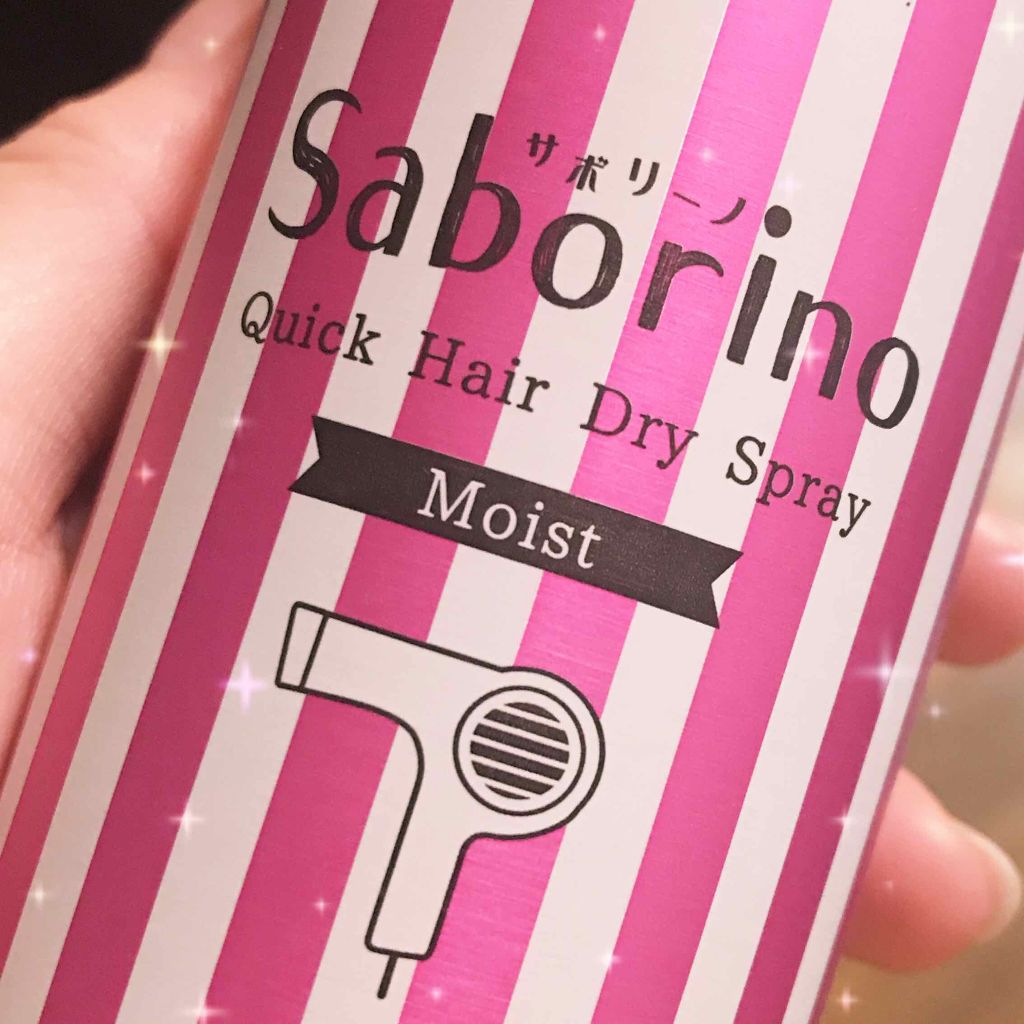 サボリーノ
Saborino
Quick Hair Dry Spray
Moist